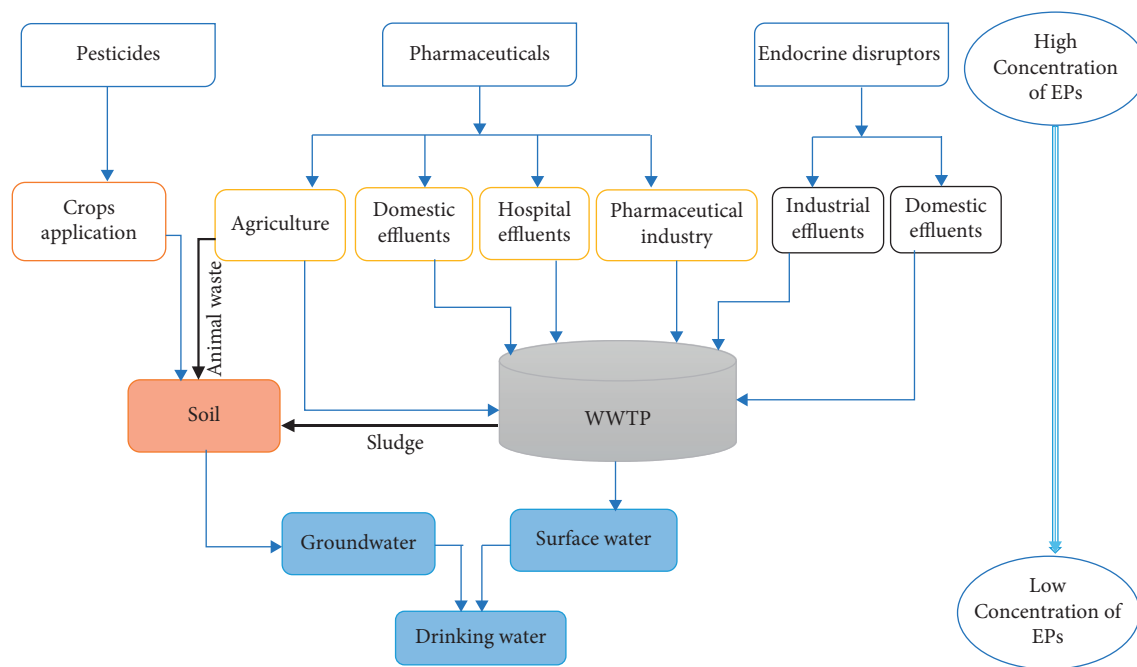 Pesticides
Pharmaceuticals
Endocrine disruptors
High
Concentration
of EPs
Crops
application
Agriculture
Domestic
effluents
Hospital
effluents
Pharmaceutical
industry
Industrial
effluents
Domestic
effluents
Animal waste
Soil
Sludge
WWTP
Groundwater
Surface water
Drinking water
Low
Concentration of
EPs